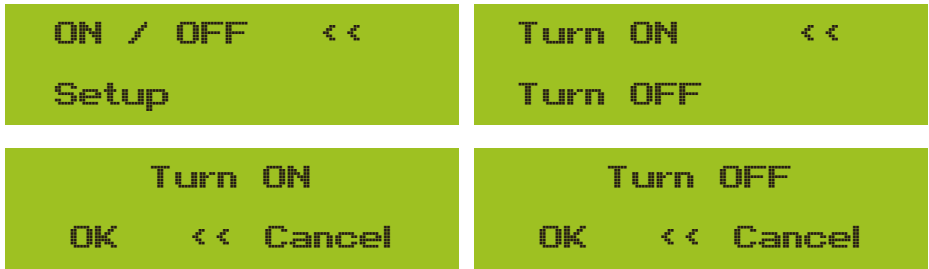 ON / OFF <<
Setup
Turn ON <<
Turn OFF
Turn ON
OK << Cancel
Turn OFF
OK << Cancel